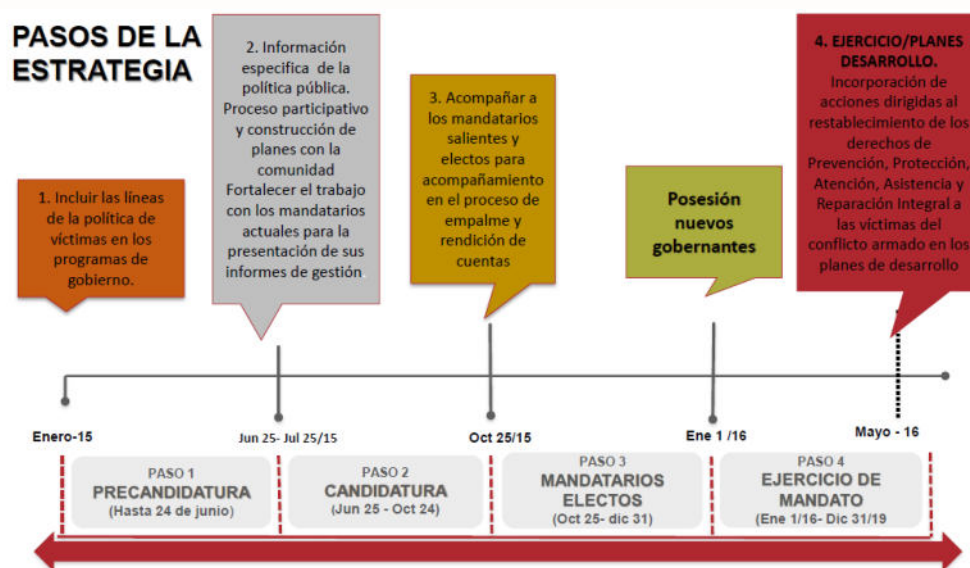 PASOS DE LA
ESTRATEGIA
1. Incluir las líneas
de la política de
víctimas en los
programas de
gobierno.
2. Información
especifica de la
política pública.
Proceso participativo
y construcción de
planes con la
comunidad
Fortalecer el trabajo
con los mandatarios
actuales para la
presentación de sus
informes de gestión.
3. Acompañar a
los mandatarios
salientes y
electos para
acompañamiento
en el proceso de
empalme y
rendición de
cuentas
Posesión
nuevos
gobernantes
4. EJERCICIO/PLANES
DESARROLLO.
Incorporación de
acciones dirigidas al
restablecimiento de los
derechos de
Prevención, Protección,
Atención, Asistencia y
Reparación Integral a
las víctimas del
conflicto armado en los
planes de desarrollo
Enero-15
Jun 25- Jul 25/15
Oct 25/15
Ene 1 /16
Mayo - 16
PASO 1
PRECANDIDATURA
(Hasta 24 de junio)
PASO 2
CANDIDATURA
(Jun 25 - Oct 24)
PASO 3
MANDATARIOS
ELECTOS
(Oct 25- dic 31)
PASO 4
EJERCICIO DE
MANDATO
(Ene 1/16- Dic 31/19